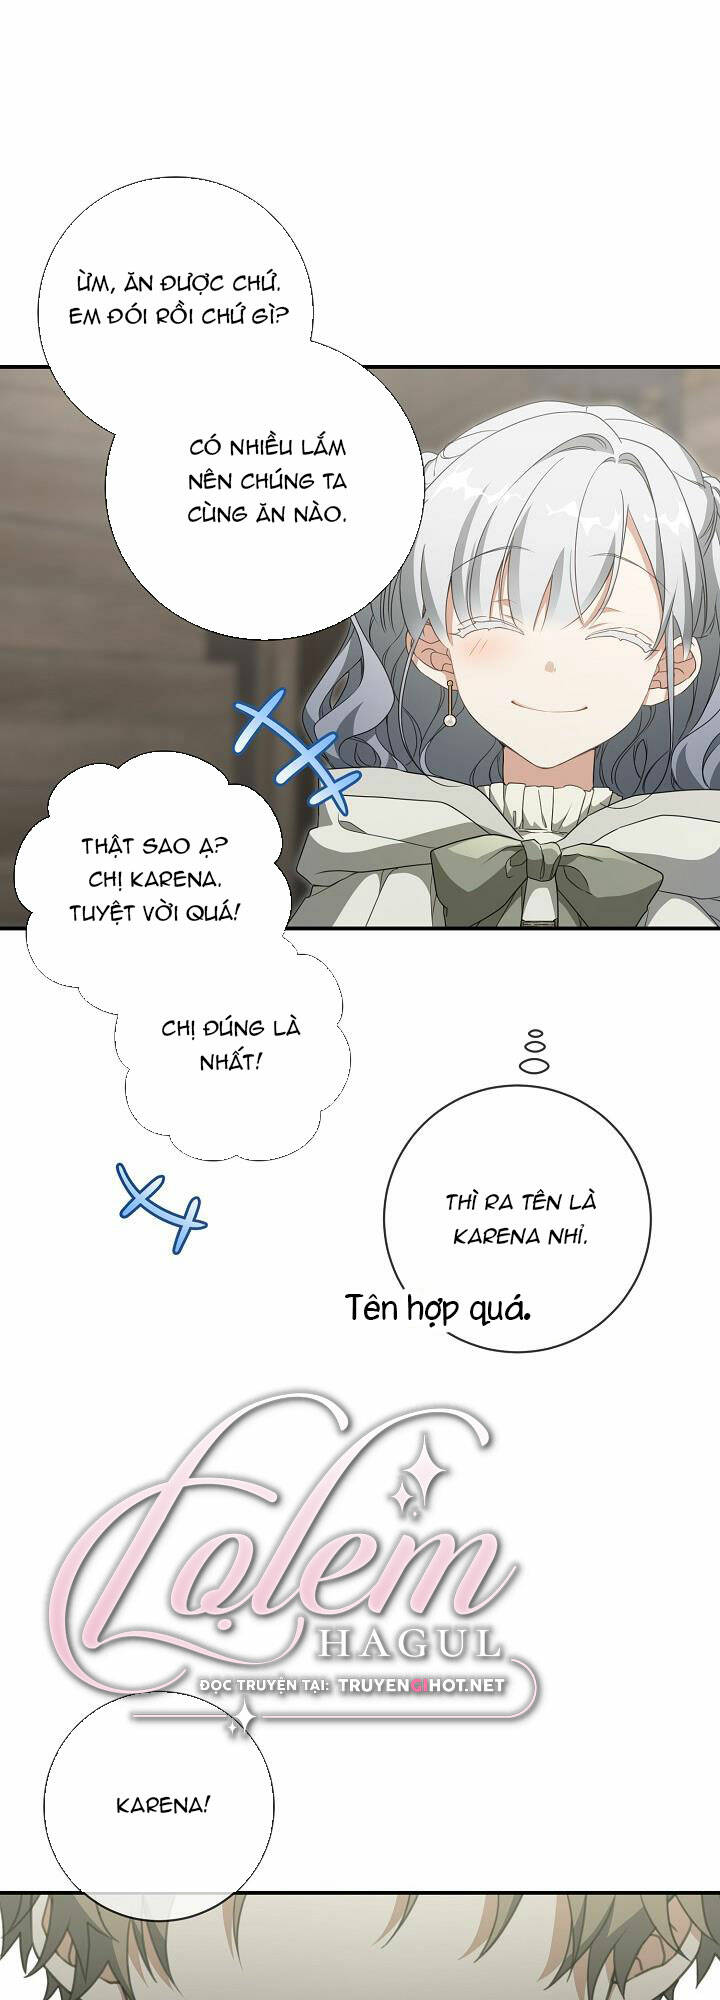 ỪM, ĂN ĐƯỢC CHỨ.
EM ĐÓI RỒI CHỨ GÌ?
CÓ NHIỀU LẮM
NÊN CHÚNG TA
CÙNG ĂN NÀO.
THẬT SAO Ạ?
CHỊ KARENA.
TUYỆT VỜI QUÁ!
CHỊ ĐÚNG LÀ
NHẤT!
THÌ RA TÊN LÀ
KARENA NHỈ.
Tên hợp quá.
Lọlem
HAGUL
ĐỌC TRUYỆN TẠI: TRUYENGIHOT.NET
KARENA!